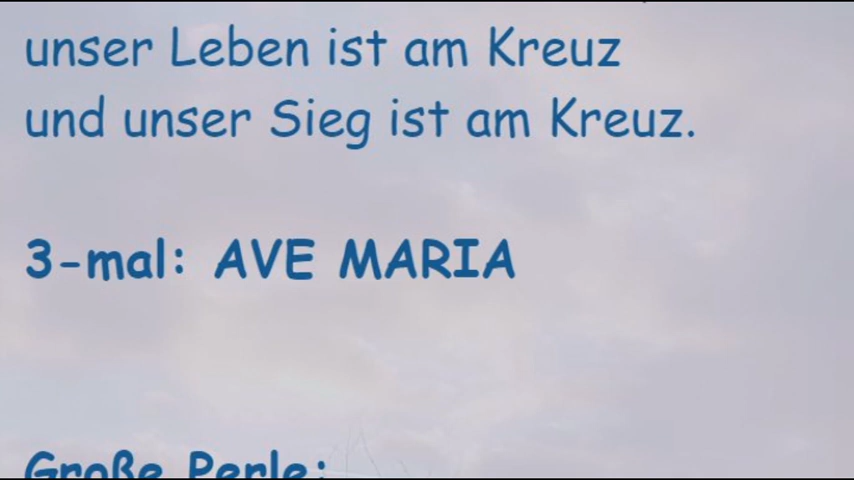 unser Leben ist am Kreuz
und unser Sieg ist am Kreuz.
3-mal: AVE MARIA
Große Perle: